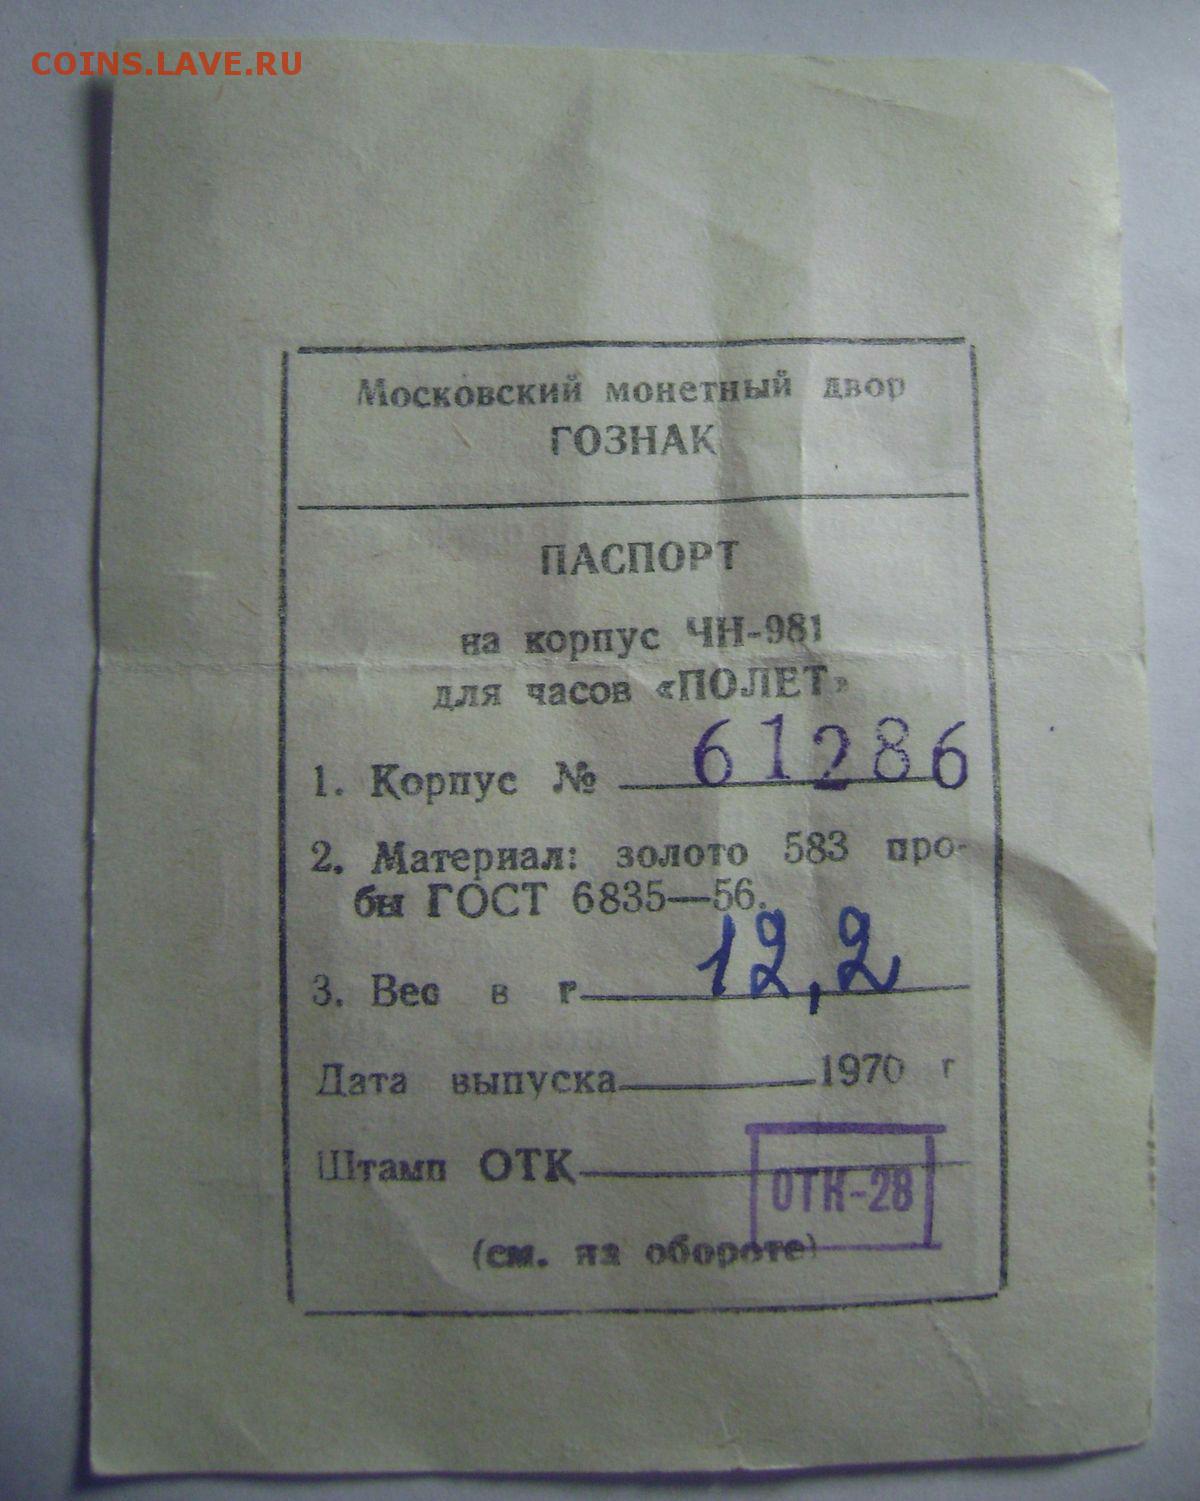 COINS.LAVE.RU
Московский монетный двор
ГОЗНАК
ПАСПОРТ
на корпус ЧН-981
для часов «ПОЛЕТ»
1. Корпус № 61286
2. Материал: золото 583 про-
бы ГОСТ 6835—56.
3. Вес в г 12,2
Дата выпуска 1970 г
Штамп ОТК
ОТК-28
(см. на обороте)